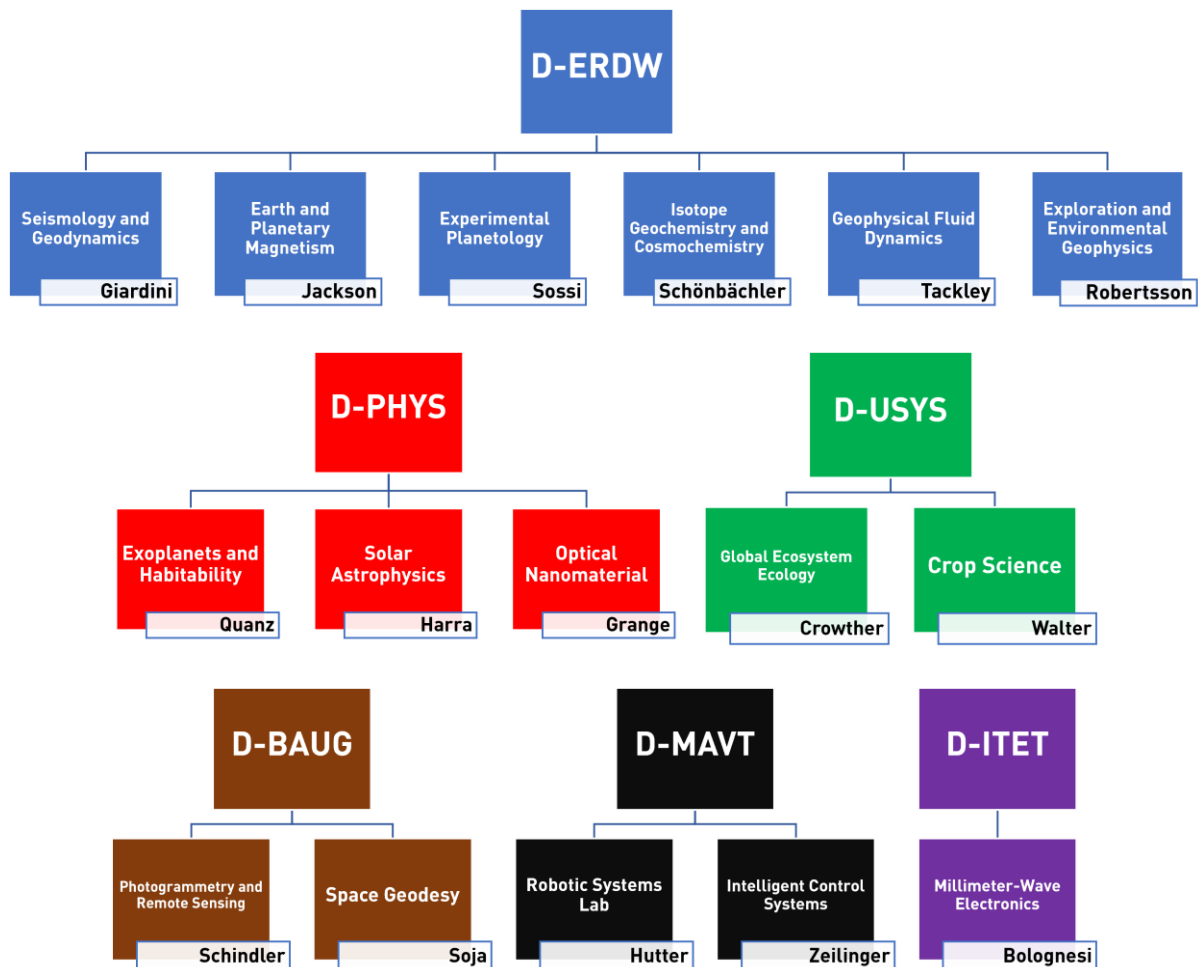 D-ERDW
Seismology and
Geodynamics
Giardini
Earth and
Planetary
Magnetism
Jackson
Experimental
Planetology
Sossi
Isotope
Geochemistry and
Cosmochemistry
Schönbächler
Geophysical Fluid
Dynamics
Tackley
Exploration and
Environmental
Geophysics
Robertsson
D-PHYS
Exoplanets and
Habitability
Quanz
Solar
Astrophysics
Harra
Optical
Nanomaterial
Grange
D-USYS
Global Ecosystem
Ecology
Crowther
Crop Science
Walter
D-BAUG
Photogrammetry and
Remote Sensing
Schindler
Space Geodesy
Soja
D-MAVT
Robotic Systems
Lab
Hutter
Intelligent Control
Systems
Zeilinger
D-ITET
Millimeter-Wave
Electronics
Bolognesi